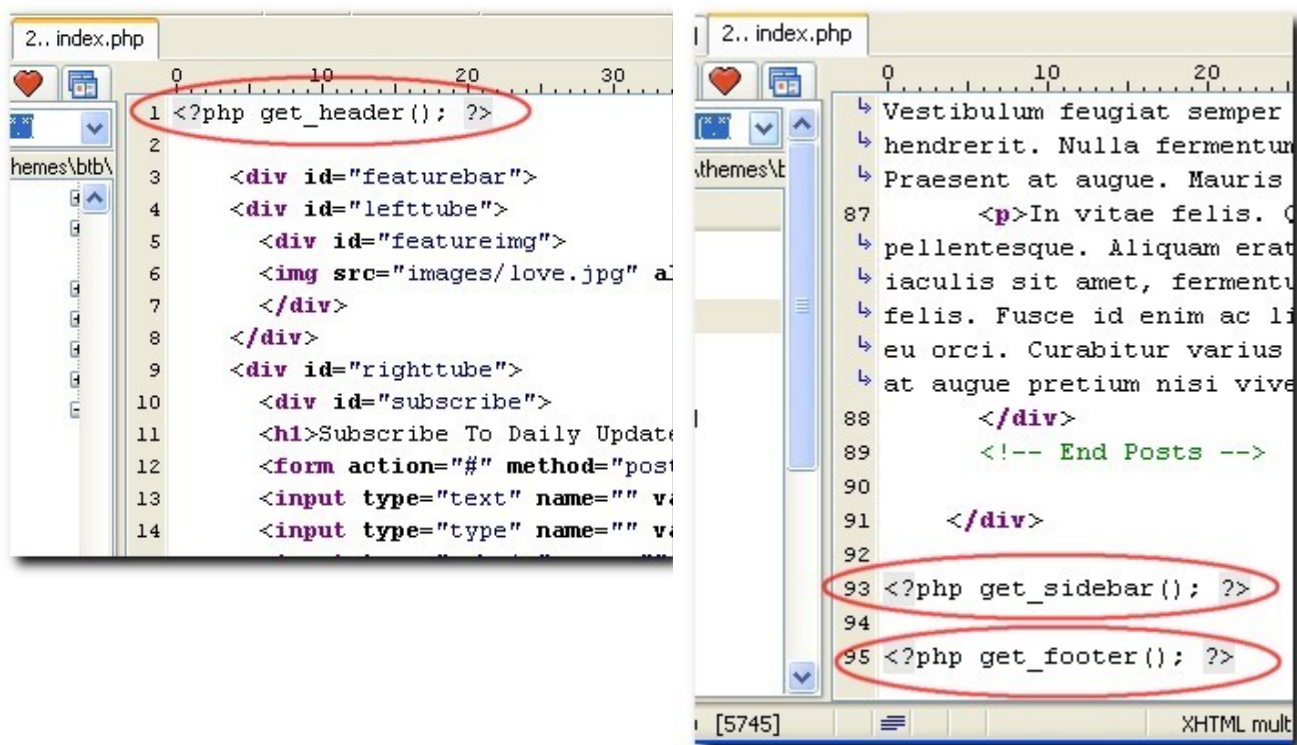 2.. index.php
0 10 20 30
hemes\btb\
1 <?php get_header(); ?>
2
3 <div id="featurebar">
4 <div id="lefttube">
5 <div id="featureimg">
6 <img src="images/love.jpg"
7 </div>
8 </div>
9 <div id="righttube">
10 <div id="subscribe">
11 <h1>Subscribe To Daily Update
12 <form action="#" method="post
13 <input type="text" name=""
14 <input type="type" name=""
2.. index.php
0 10 20
\themes\t
Vestibulum feugiat semper
hendrerit. Nulla fermentum
Praesent at augue. Mauris
87 <p>In vitae felis.
pellentesque. Aliquam erat
iaculis sit amet, fermentu
felis. Fusce id enim ac li
eu orci. Curabitur varius
at augue pretium nisi vive
88 </div>
89 <!-- End Posts -->
90
91 </div>
92
93 <?php get_sidebar(); ?>
94
95 <?php get_footer(); ?>
[5745] XHTML mult